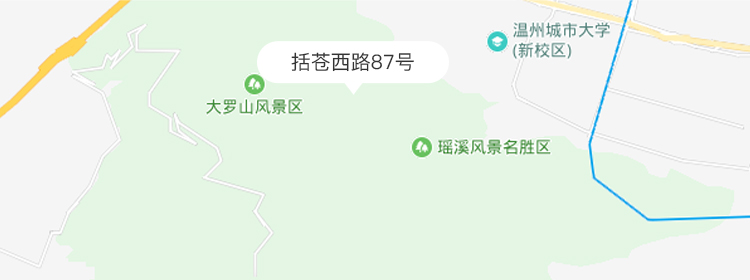 温州城市大学
(新校区)
括苍西路87号
大罗山风景区
瑶溪风景名胜区